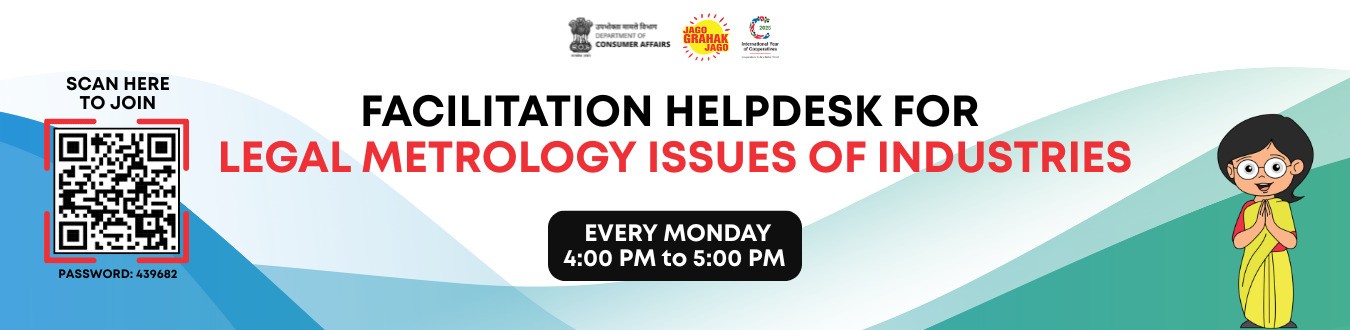 उपभोक्ता मामले विभाग
DEPARTMENT OF
CONSUMER AFFAIRS
JAGO
GRAHAK
JAGO
2025
International Year
of Cooperatives
SCAN HERE
TO JOIN
FACILITATION HELPDESK FOR
LEGAL METROLOGY ISSUES OF INDUSTRIES
EVERY MONDAY
4:00 PM to 5:00 PM
PASSWORD: 439682